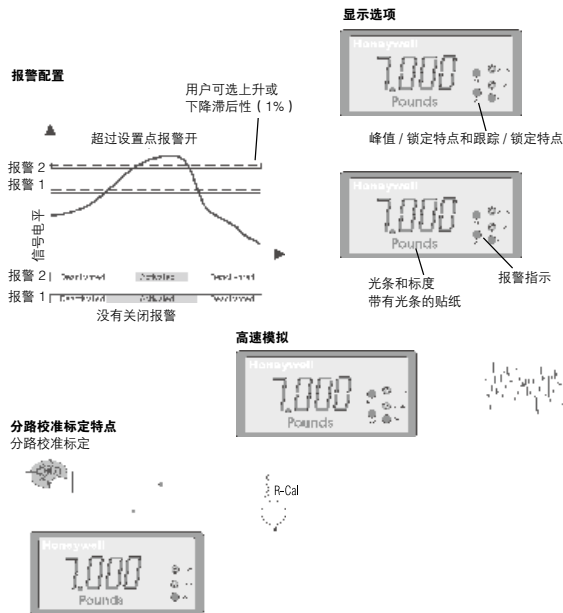 显示选项
Honeywell
7.000
Pounds
峰值 / 锁定特点和跟踪 / 锁定特点
报警配置
用户可选上升或
下降滞后性 ( 1% )
超过设置点报警开
报警 2
报警 1
信号电平
报警 2 Deactivated Activated Deactivated
报警 1 Deactivated Activated Deactivated
没有关闭报警
Honeywell
7.000
Pounds
光条和标度
带有光条的贴纸
报警指示
高速模拟
Honeywell
7.000
Pounds
分路校准标定特点
分路校准标定
R-Cal
Honeywell
7.000
Pounds